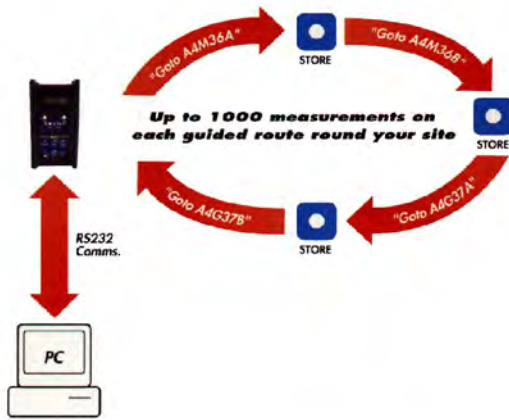 "Goto A4M36A"
STORE
"Goto A4M36B"
STORE
Up to 1000 measurements on
each guided route round your site
"Goto A4G37A"
STORE
"Goto A4G37B"
RS232
Comms.
PC